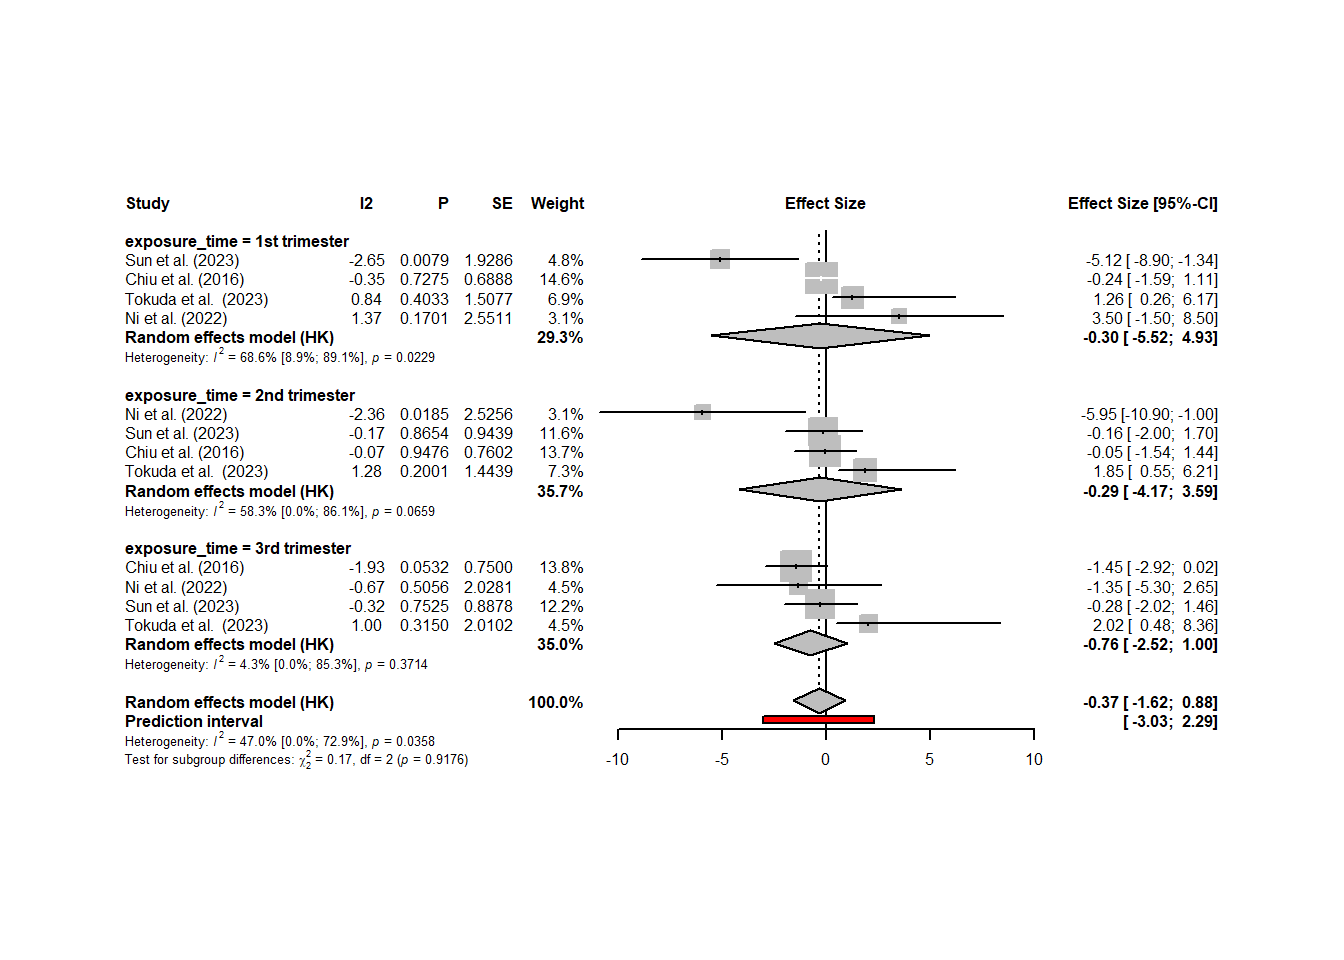 Study I2 P SE Weight Effect Size Effect Size [95%-CI]
exposure_time = 1st trimester
Sun et al. (2023) -2.65 0.0079 1.9286 4.8% -5.12 [ -8.90; -1.34]
Chiu et al. (2016) -0.35 0.7275 0.6888 14.6% -0.24 [ -1.59; 1.11]
Tokuda et al. (2023) 0.84 0.4033 1.5077 6.9% 1.26 [ 0.26; 6.17]
Ni et al. (2022) 1.37 0.1701 2.5511 3.1% 3.50 [ -1.50; 8.50]
Random effects model (HK) 29.3% -0.30 [ -5.52; 4.93]
Heterogeneity: I² = 68.6% [8.9%; 89.1%], p = 0.0229
exposure_time = 2nd trimester
Ni et al. (2022) -2.36 0.0185 2.5256 3.1% -5.95 [-10.90; -1.00]
Sun et al. (2023) -0.17 0.8654 0.9439 11.6% -0.16 [ -2.00; 1.70]
Chiu et al. (2016) -0.07 0.9476 0.7602 13.7% -0.05 [ -1.54; 1.44]
Tokuda et al. (2023) 1.28 0.2001 1.4439 7.3% 1.85 [ 0.55; 6.21]
Random effects model (HK) 35.7% -0.29 [ -4.17; 3.59]
Heterogeneity: I² = 58.3% [0.0%; 86.1%], p = 0.0659
exposure_time = 3rd trimester
Chiu et al. (2016) -1.93 0.0532 0.7500 13.8% -1.45 [ -2.92; 0.02]
Ni et al. (2022) -0.67 0.5056 2.0281 4.5% -1.35 [ -5.30; 2.65]
Sun et al. (2023) -0.32 0.7525 0.8878 12.2% -0.28 [ -2.02; 1.46]
Tokuda et al. (2023) 1.00 0.3150 2.0102 4.5% 2.02 [ 0.48; 8.36]
Random effects model (HK) 35.0% -0.76 [ -2.52; 1.00]
Heterogeneity: I² = 4.3% [0.0%; 85.3%], p = 0.3714
Random effects model (HK) 100.0% -0.37 [ -1.62; 0.88]
Prediction interval [ -3.03; 2.29]
Heterogeneity: I² = 47.0% [0.0%; 72.9%], p = 0.0358
Test for subgroup differences: χ²₂ = 0.17, df = 2 (p = 0.9176)
-10 -5 0 5 10